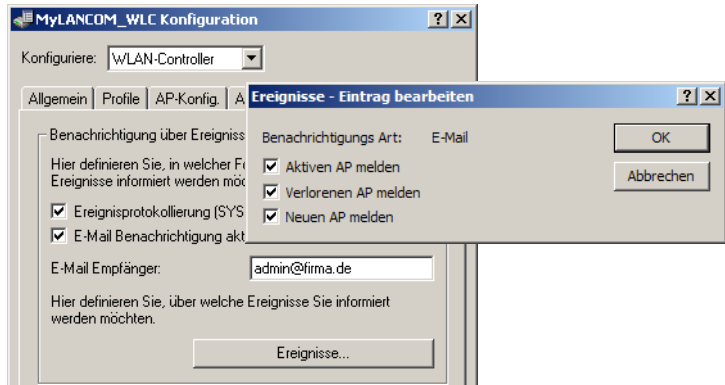 MyLANCOM_WLC Konfiguration
Konfiguriere: WLAN-Controller
Allgemein Profile AP-Konfig. A
Benachrichtigung über Ereigniss
Hier definieren Sie, in welcher F
Ereignisse informiert werden möc
Ereignisprotokollierung (SYS
E-Mail Benachrichtigung akt
E-Mail Empfänger: admin@firma.de
Hier definieren Sie, über welche Ereignisse Sie informiert
werden möchten.
Ereignisse...
Ereignisse - Eintrag bearbeiten
Benachrichtigungs Art: E-Mail
OK
Aktiven AP melden
Abbrechen
Verlorenen AP melden
Neuen AP melden